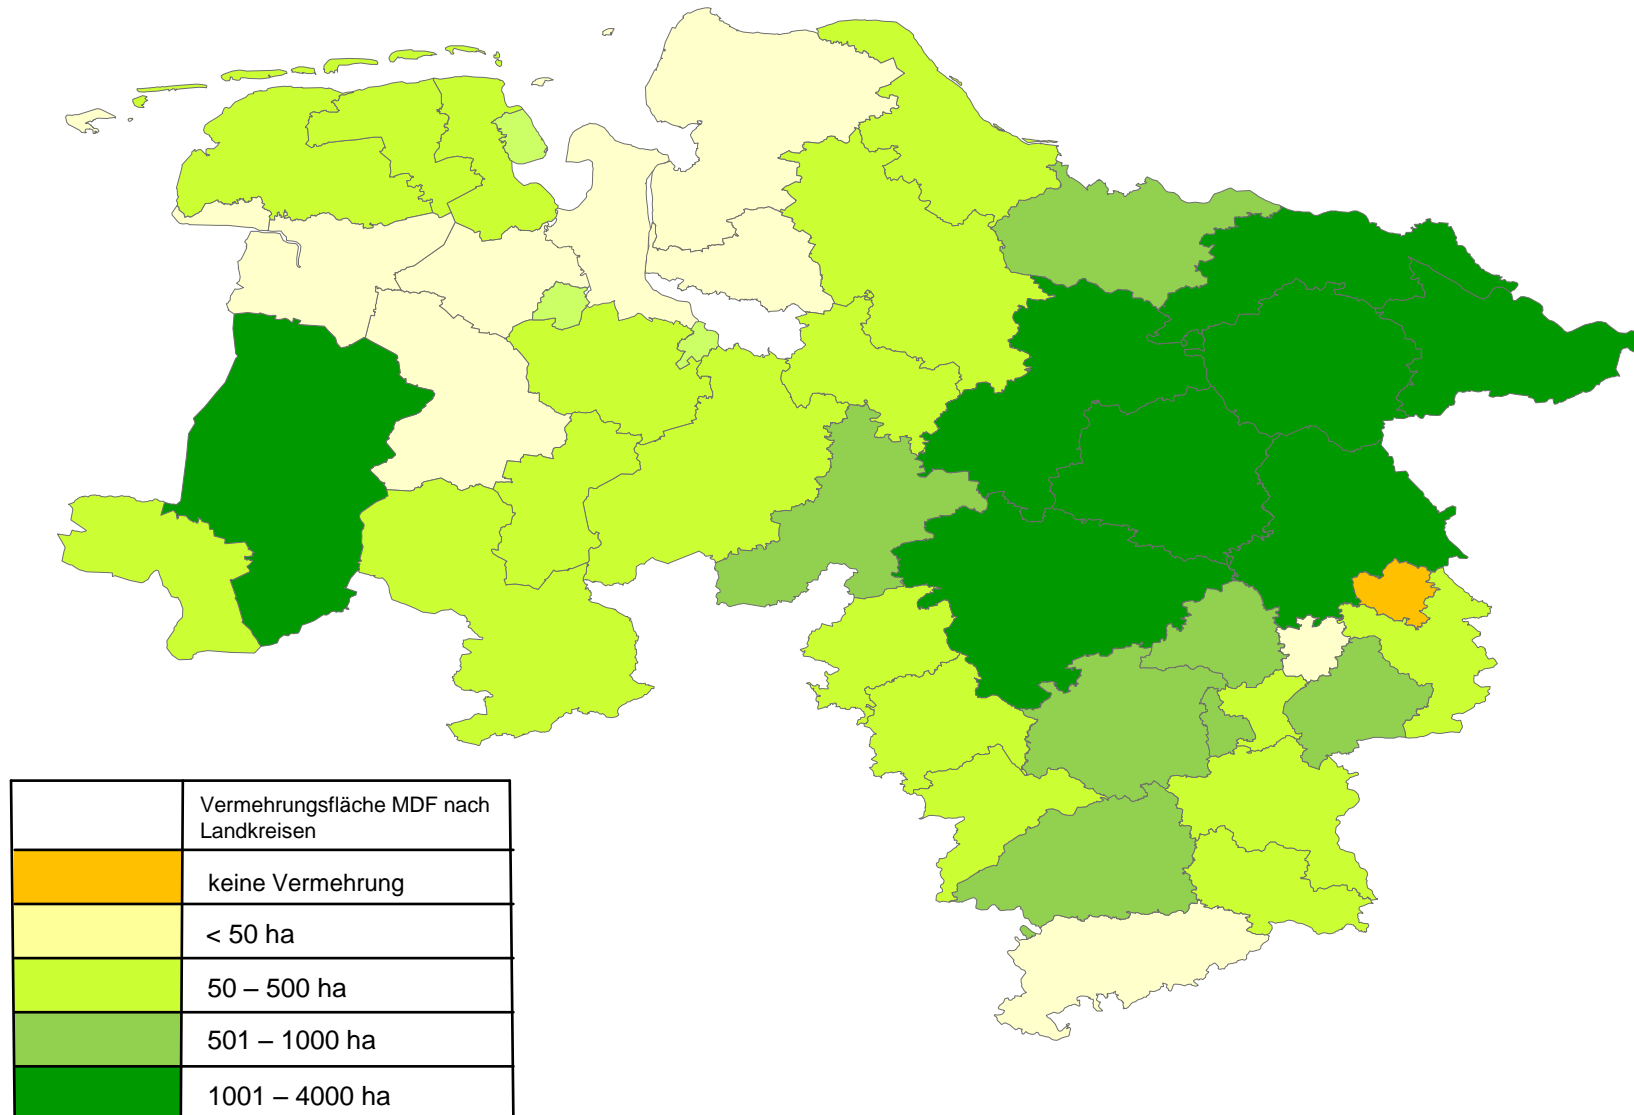 Vermehrungsfläche MDF nach
Landkreisen
keine Vermehrung
< 50 ha
50 – 500 ha
501 – 1000 ha
1001 – 4000 ha